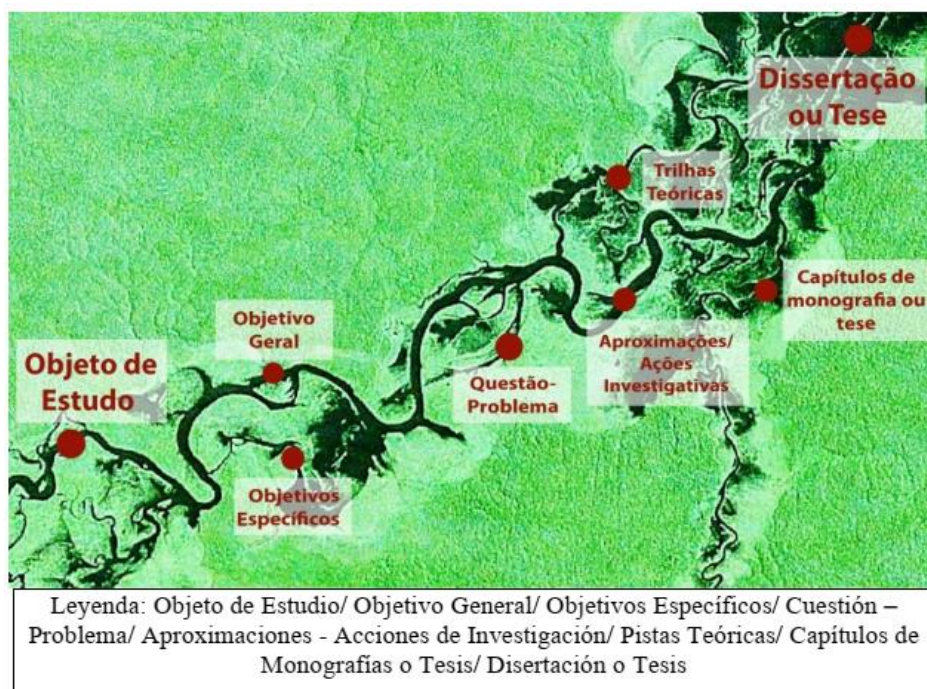 Dissertação
ou Tese
Trilhas
Teóricas
Capítulos de
monografia ou
tese
Objetivo
Geral
Aproximações/
Ações
Investigativas
Objeto de
Estudo
Questão-
Problema
Objetivos
Específicos
Leyenda: Objeto de Estudio/ Objetivo General/ Objetivos Específicos/ Cuestión –
Problema/ Aproximaciones - Acciones de Investigación/ Pistas Teóricas/ Capítulos de
Monografías o Tesis/ Disertación o Tesis